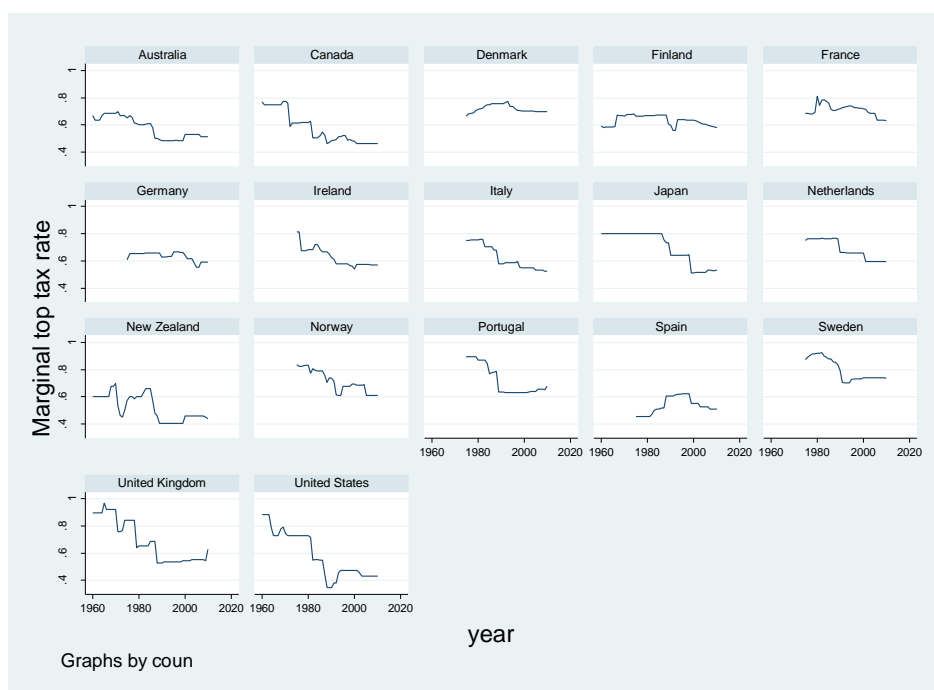 Marginal top tax rate
Australia Canada Denmark Finland France
1
.8
.6
.4
Germany Ireland Italy Japan Netherlands
1
.8
.6
.4
New Zealand Norway Portugal Spain Sweden
1
.8
.6
.4
1960 1980 2000 2020 1960 1980 2000 2020 1960 1980 2000 2020
United Kingdom United States
1
.8
.6
.4
1960 1980 2000 2020 1960 1980 2000 2020
year
Graphs by coun